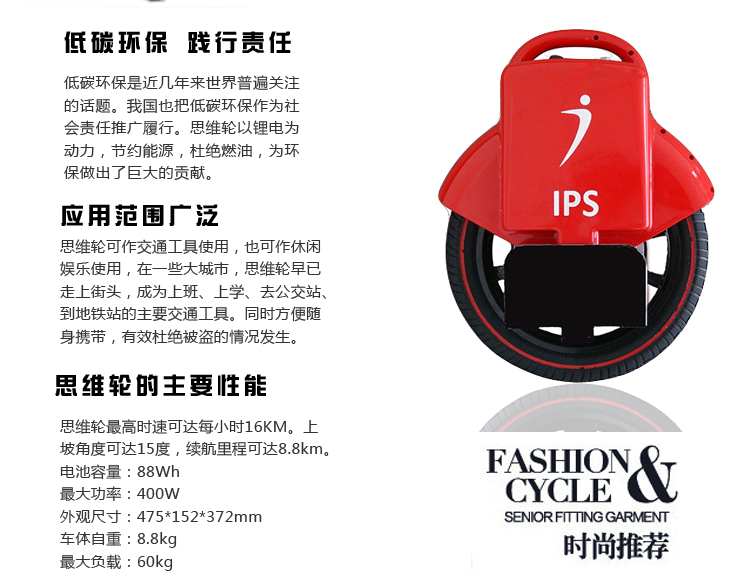 低碳环保 践行责任
低碳环保是近几年来世界普遍关注
的话题。我国也把低碳环保作为社
会责任推广履行。思维轮以锂电为
动力，节约能源，杜绝燃油，为环
保做出了巨大的贡献。
应用范围广泛
思维轮可作交通工具使用，也可作休闲
娱乐使用，在一些大城市，思维轮早已
走上街头，成为上班、上学、去公交站、
到地铁站的主要交通工具。同时方便随
身携带，有效杜绝被盗的情况发生。
思维轮的主要性能
思维轮最高时速可达每小时16KM。上
坡角度可达15度，续航里程可达8.8km。
电池容量：88Wh
最大功率：400W
外观尺寸：475*152*372mm
车体自重：8.8kg
最大负载：60kg
IPS
FASHION &
CYCLE
SENIOR FITTING GARMENT
时尚推荐